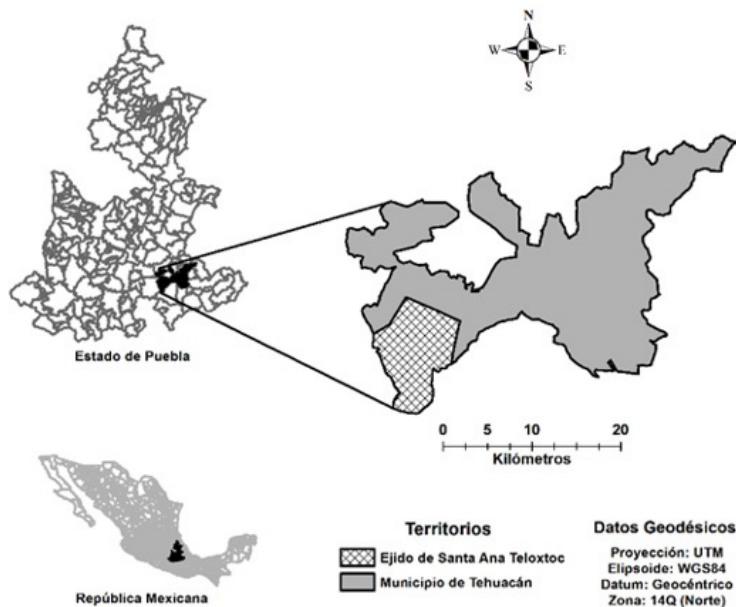 N
W E
S
Estado de Puebla
0 5 10 20
Kilómetros
República Mexicana
Territorios
Ejido de Santa Ana Teloxtoc
Municipio de Tehuacán
Datos Geodésicos
Proyección: UTM
Elipsoide: WGS84
Datum: Geocéntrico
Zona: 14Q (Norte)